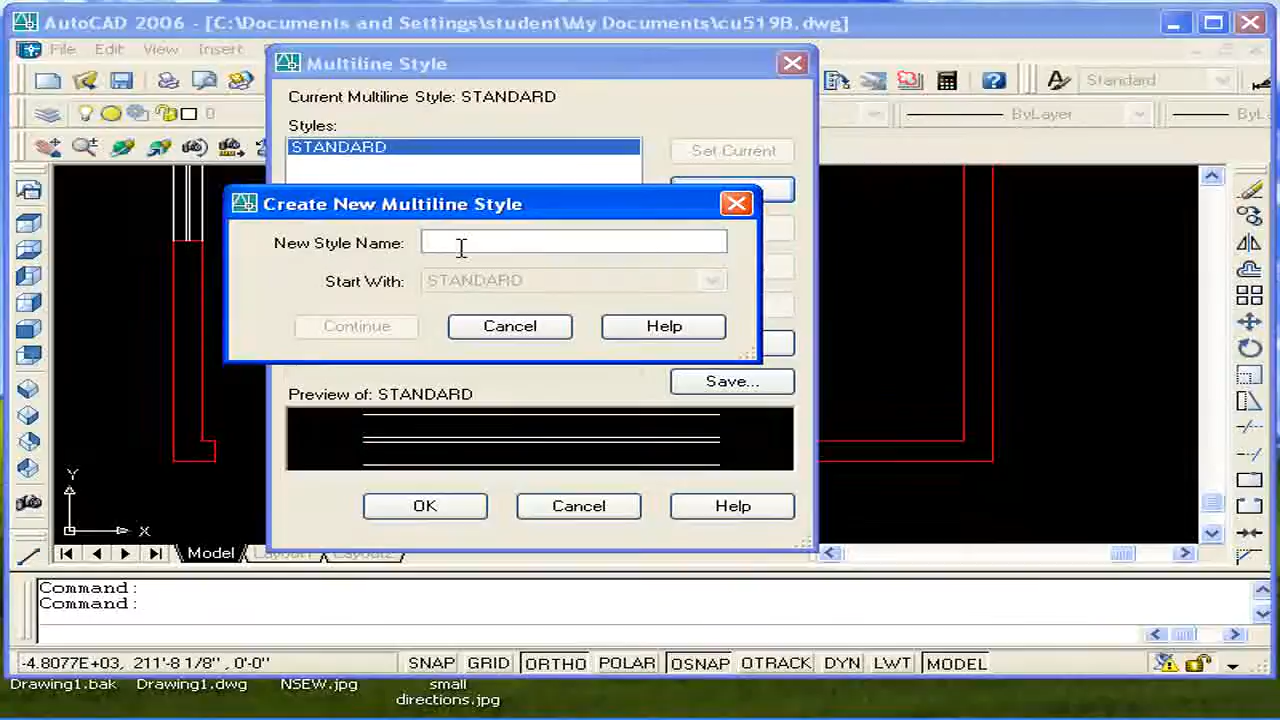 AutoCAD 2006 - [C:\Documents and Settings\student\My Documents\cu519B.dwg]
File Edit View Insert
Standard
0
ByLayer
ByL
Multiline Style
Current Multiline Style: STANDARD
Styles:
STANDARD
Set Current
Create New Multiline Style
New Style Name:
Start With: STANDARD
Continue Cancel Help
Save...
Preview of: STANDARD
OK Cancel Help
Y
X
Model Layout1 Layout2
Command:
Command:
-4.8077E+03, 211'-8 1/8" , 0'-0" SNAP GRID ORTHO POLAR OSNAP OTRACK DYN LWT MODEL
Drawing1.bak Drawing1.dwg NSEW.jpg small
directions.jpg